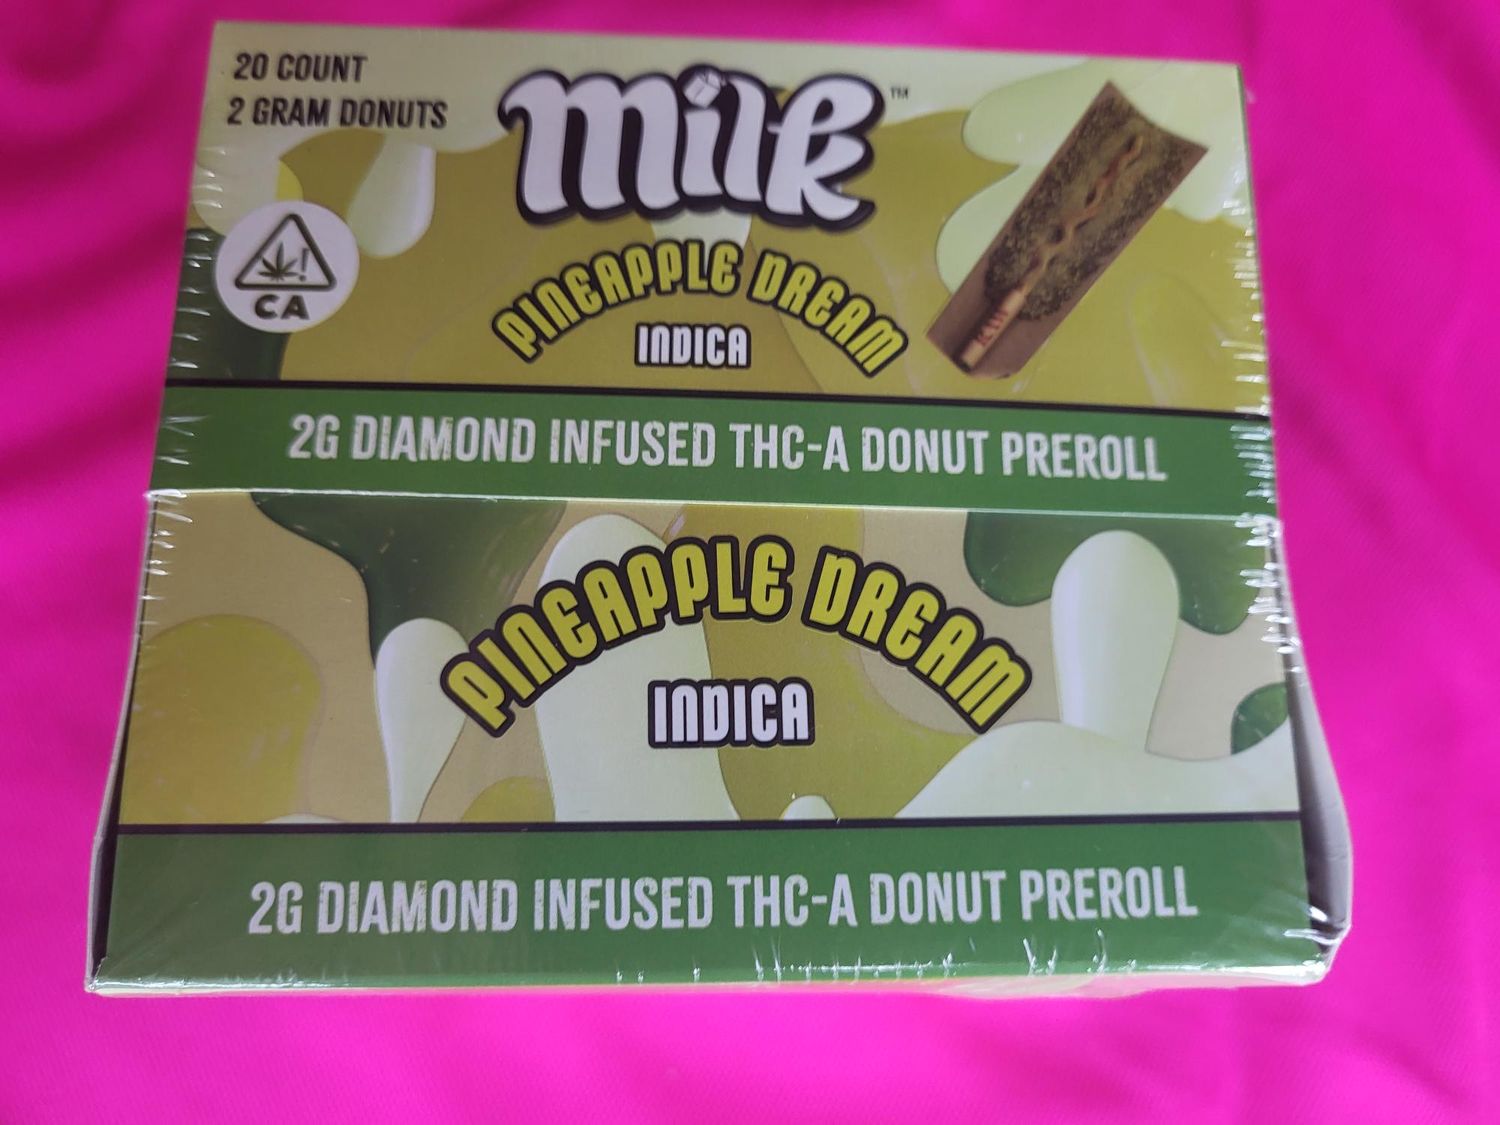 20 COUNT
2 GRAM DONUTS
milk™
PINEAPPLE DREAM
INDICA
CA
2G DIAMOND INFUSED THC-A DONUT PREROLL
PINEAPPLE DREAM
INDICA
2G DIAMOND INFUSED THC-A DONUT PREROLL